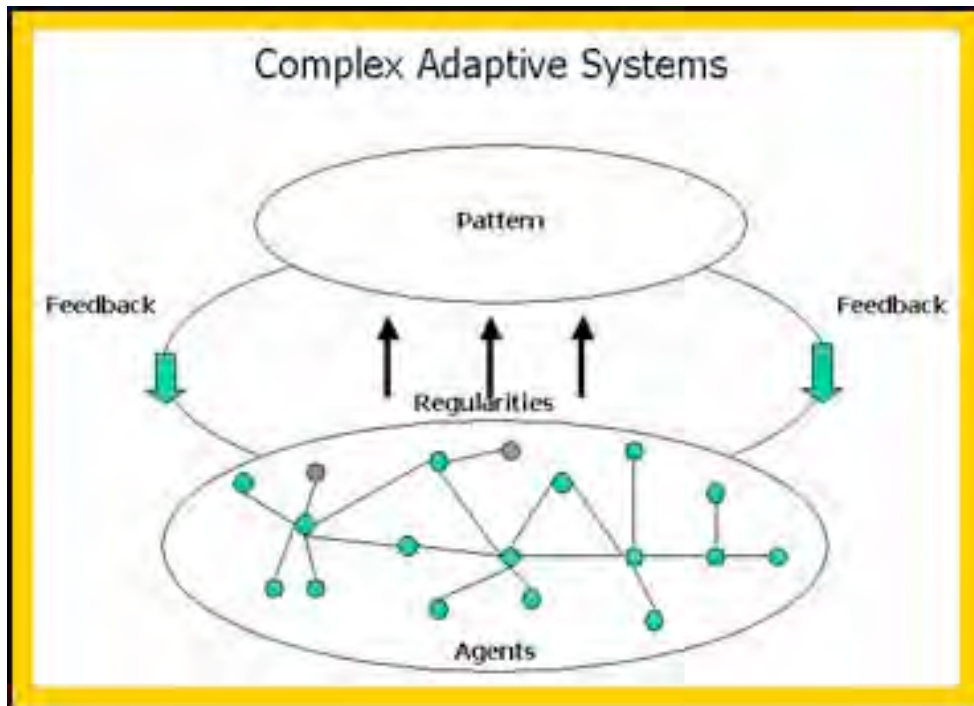 Complex Adaptive Systems
Pattern
Feedback
Feedback
Regularities
Agents